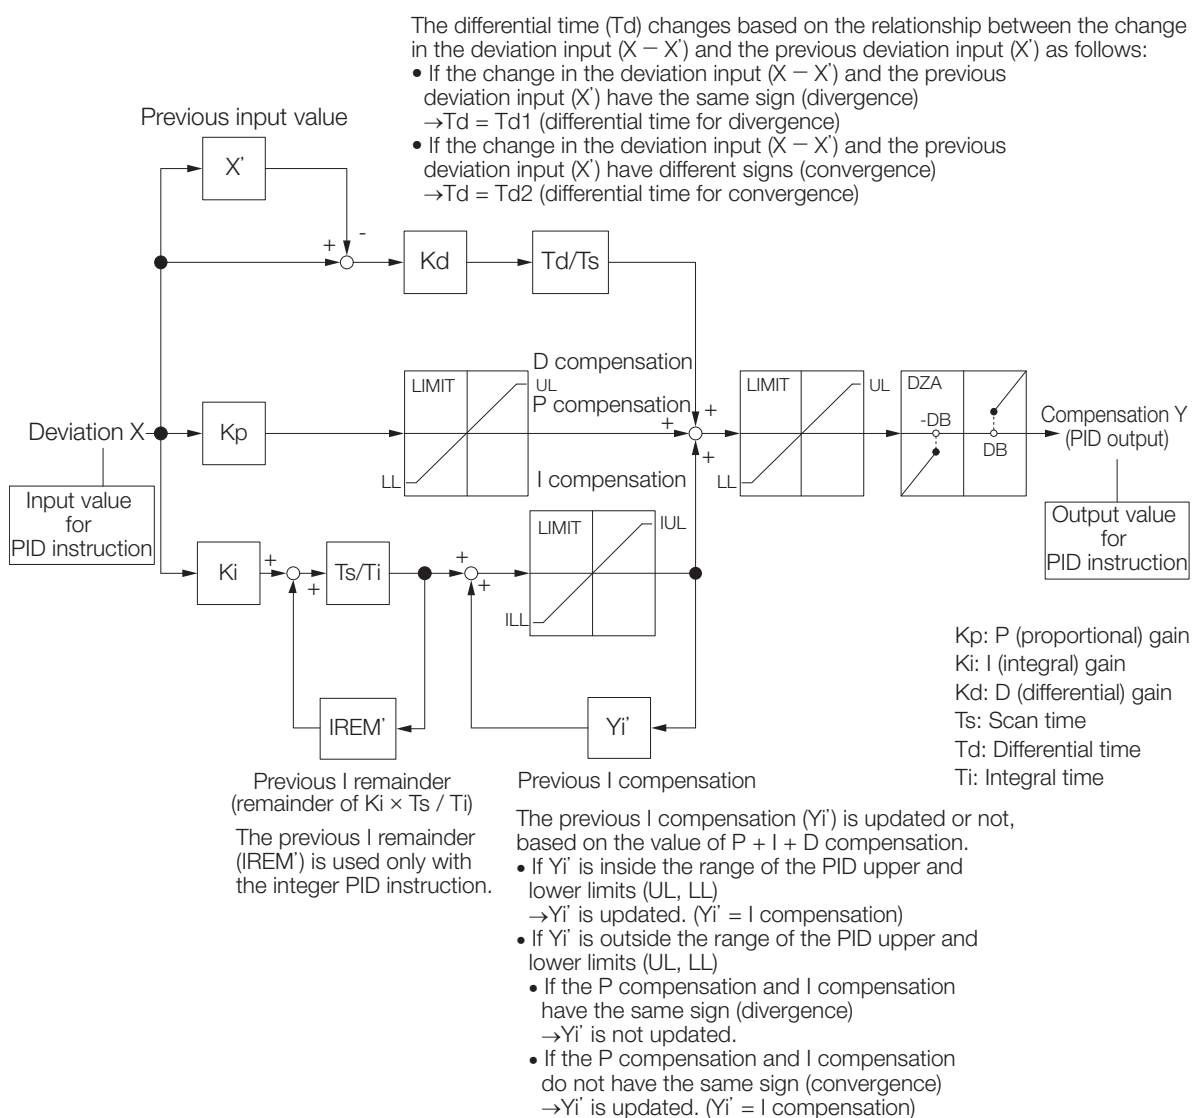 The differential time (Td) changes based on the relationship between the change
in the deviation input (X − X') and the previous deviation input (X') as follows:
• If the change in the deviation input (X − X') and the previous
deviation input (X') have the same sign (divergence)
→Td = Td1 (differential time for divergence)
• If the change in the deviation input (X − X') and the previous
deviation input (X') have different signs (convergence)
→Td = Td2 (differential time for convergence)
Previous input value
X'
+
-
Kd
Td/Ts
D compensation
LIMIT
UL
LL
P compensation
+
+
+
LIMIT
UL
LL
DZA
-DB
DB
Deviation X
Kp
Compensation Y
(PID output)
I compensation
Input value
for
PID instruction
Output value
for
PID instruction
Ki
+
+
Ts/Ti
+
+
LIMIT
IUL
ILL
IREM'
Yi'
Kp: P (proportional) gain
Ki: I (integral) gain
Kd: D (differential) gain
Ts: Scan time
Td: Differential time
Ti: Integral time
Previous I remainder
(remainder of Ki × Ts / Ti)
The previous I remainder
(IREM') is used only with
the integer PID instruction.
Previous I compensation
The previous I compensation (Yi') is updated or not,
based on the value of P + I + D compensation.
• If Yi' is inside the range of the PID upper and
lower limits (UL, LL)
→Yi' is updated. (Yi' = I compensation)
• If Yi' is outside the range of the PID upper and
lower limits (UL, LL)
• If the P compensation and I compensation
have the same sign (divergence)
→Yi' is not updated.
• If the P compensation and I compensation
do not have the same sign (convergence)
→Yi' is updated. (Yi' = I compensation)